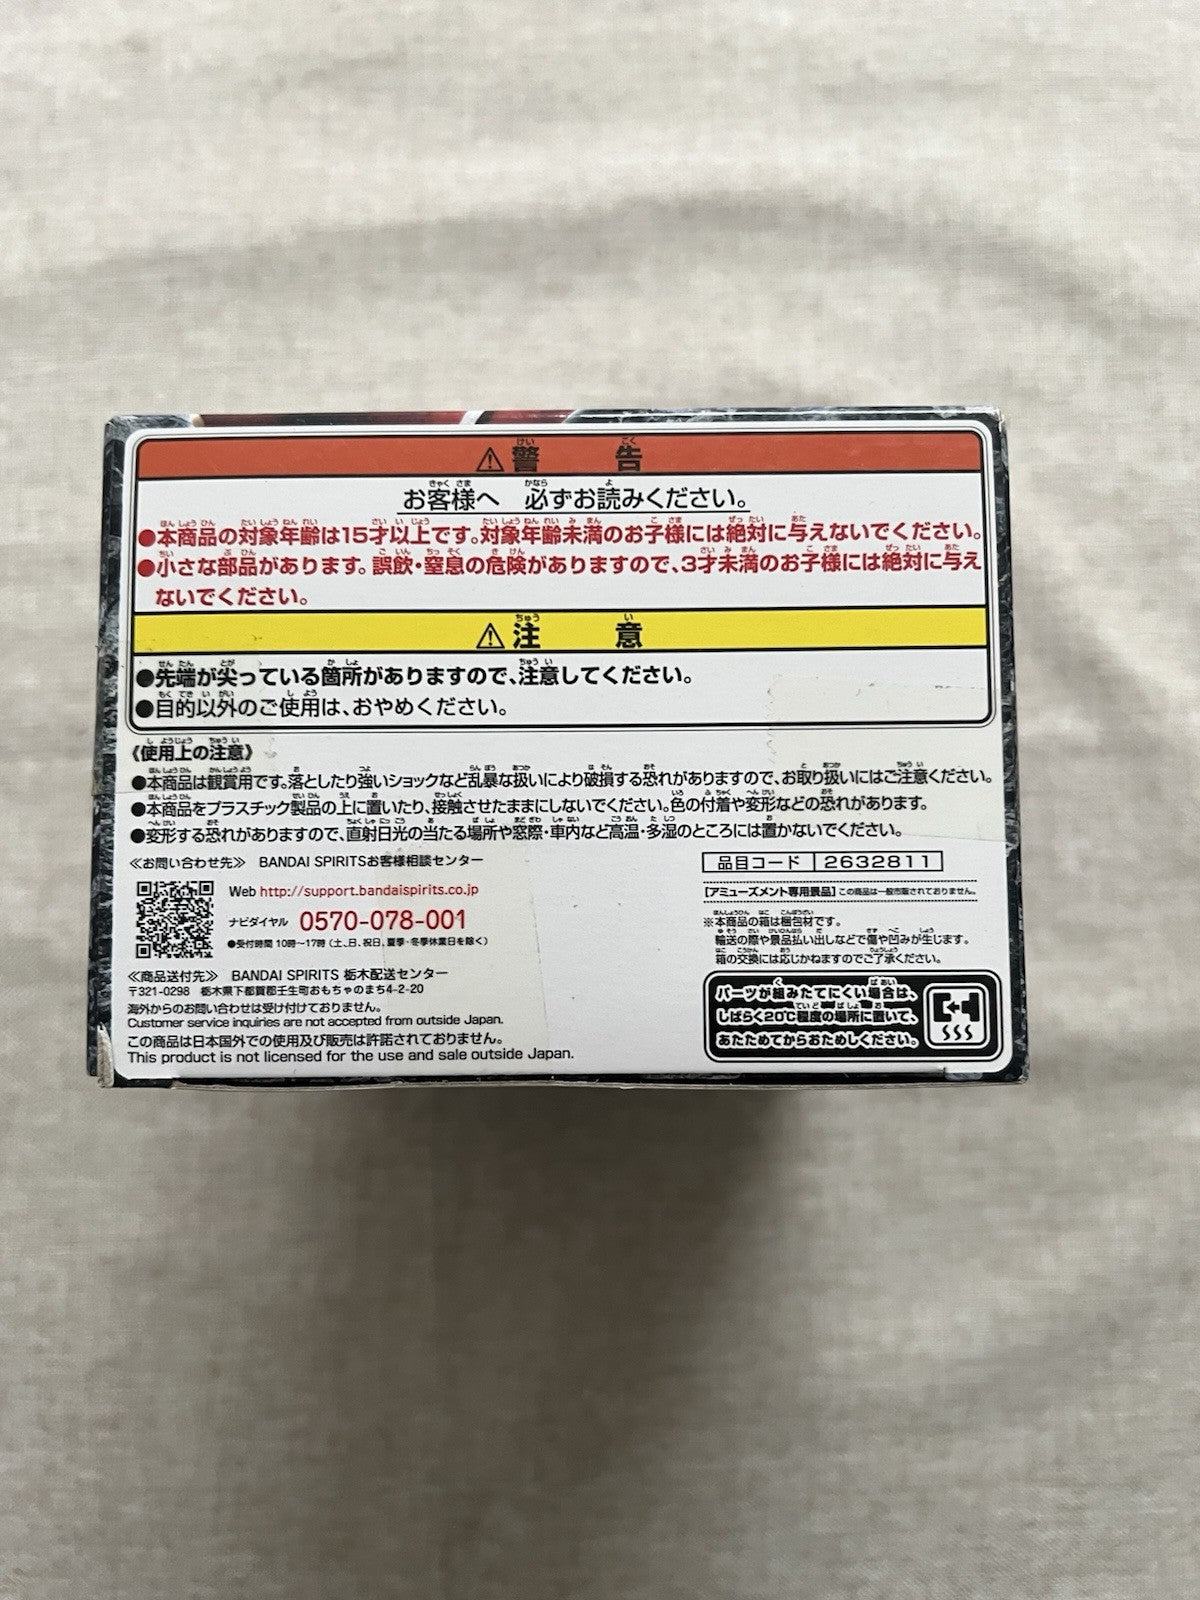 ⚠警告
お客様へ 必ずお読みください。
●本商品の対象年齢は15才以上です。対象年齢未満のお子様には絶対に与えないでください。
●小さな部品があります。誤飲・窒息の危険がありますので、3才未満のお子様には絶対に与え
ないでください。
⚠注意
●先端が尖っている箇所がありますので、注意してください。
●目的以外のご使用は、おやめください。
《使用上の注意》
●本商品は観賞用です。落としたり強いショックなど乱暴な扱いにより破損する恐れがありますので、お取り扱いにはご注意ください。
●本商品をプラスチック製品の上に置いたり、接触させたままにしないでください。色の付着や変形などの恐れがあります。
●変形する恐れがありますので、直射日光の当たる場所や窓際・車内など高温・多湿のところには置かないでください。
≪お問い合わせ先≫ BANDAI SPIRITSお客様相談センター
Web http://support.bandaispirits.co.jp
ナビダイヤル 0570-078-001
●受付時間 10時〜17時(土、日、祝日、夏季・冬季休業日を除く)
≪商品送付先≫ BANDAI SPIRITS 栃木配送センター
〒321-0298 栃木県下都賀郡壬生町おもちゃのまち4-2-20
海外からのお問い合わせは受け付けておりません。
Customer service inquiries are not accepted from outside Japan.
この商品は日本国外での使用及び販売は許諾されておりません。
This product is not licensed for the use and sale outside Japan.
品目コード 2632811
【アミューズメント専用景品】この商品は一般市販されておりません。
※本商品の箱は梱包材です。
輸送の際や景品払い出しなどで傷や凹みが生じます。
箱の交換には応じかねますのでご了承ください。
パーツが組みたてにくい場合は、
しばらく20℃程度の場所に置いて、
あたためてからおためしください。